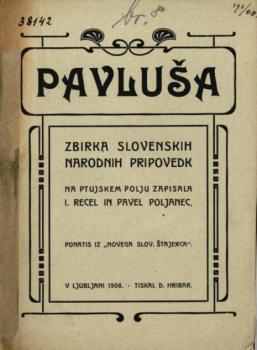 38142
PAVLUŠA
ZBIRKA SLOVENSKIH
NARODNIH PRIPOVEDK
NA PTUJSKEM POLJU ZAPISALA
I. RECEL IN PAVEL POLJANEC.
PONATIS IZ „NOVEGA SLOV. ŠTAJERCA“.
V LJUBLJANI 1908. - TISKAL D. HRIBAR.